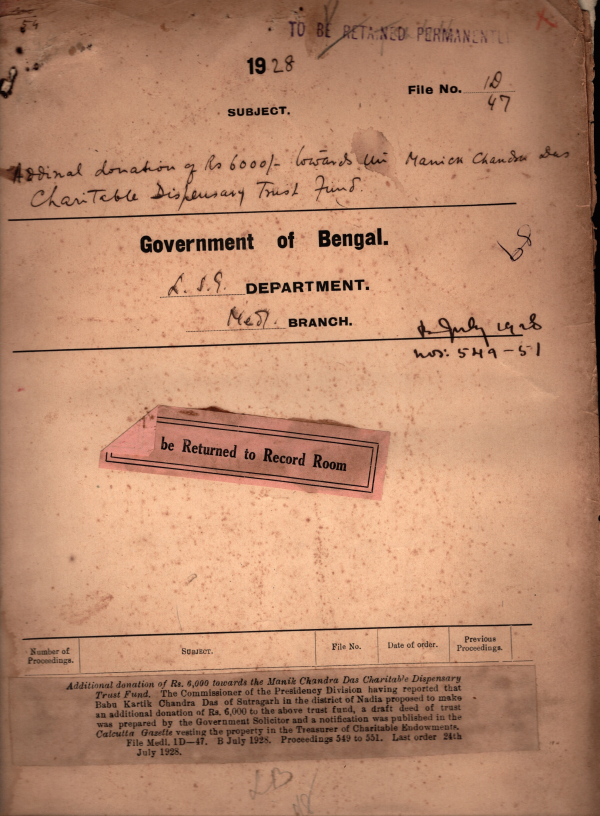 54
TO BE RETAINED PERMANENTLY
1928
File No. 1D
47
SUBJECT.
Addinal donation of Rs 6000/- towards the Manick Chandra Das
Charitable Dispensary Trust Fund.
Government of Bengal.
L. S. G. DEPARTMENT.
Medl. BRANCH.
B July 1928
nos: 549-51
be Returned to Record Room
Number of Proceedings.
SUBJECT.
File No.
Date of order.
Previous Proceedings.
Additional donation of Rs. 6,000 towards the Manik Chandra Das Charitable Dispensary
Trust Fund. The Commissioner of the Presidency Division having reported that
Babu Kartik Chandra Das of Sutragarh in the district of Nadia proposed to make
an additional donation of Rs. 6,000 to the above trust fund, a draft deed of trust
was prepared by the Government Solicitor and a notification was published in the
Calcutta Gazette vesting the property in the Treasurer of Charitable Endowments.
File Medl. 1D—47. B July 1928. Proceedings 549 to 551. Last order 24th
July 1928.